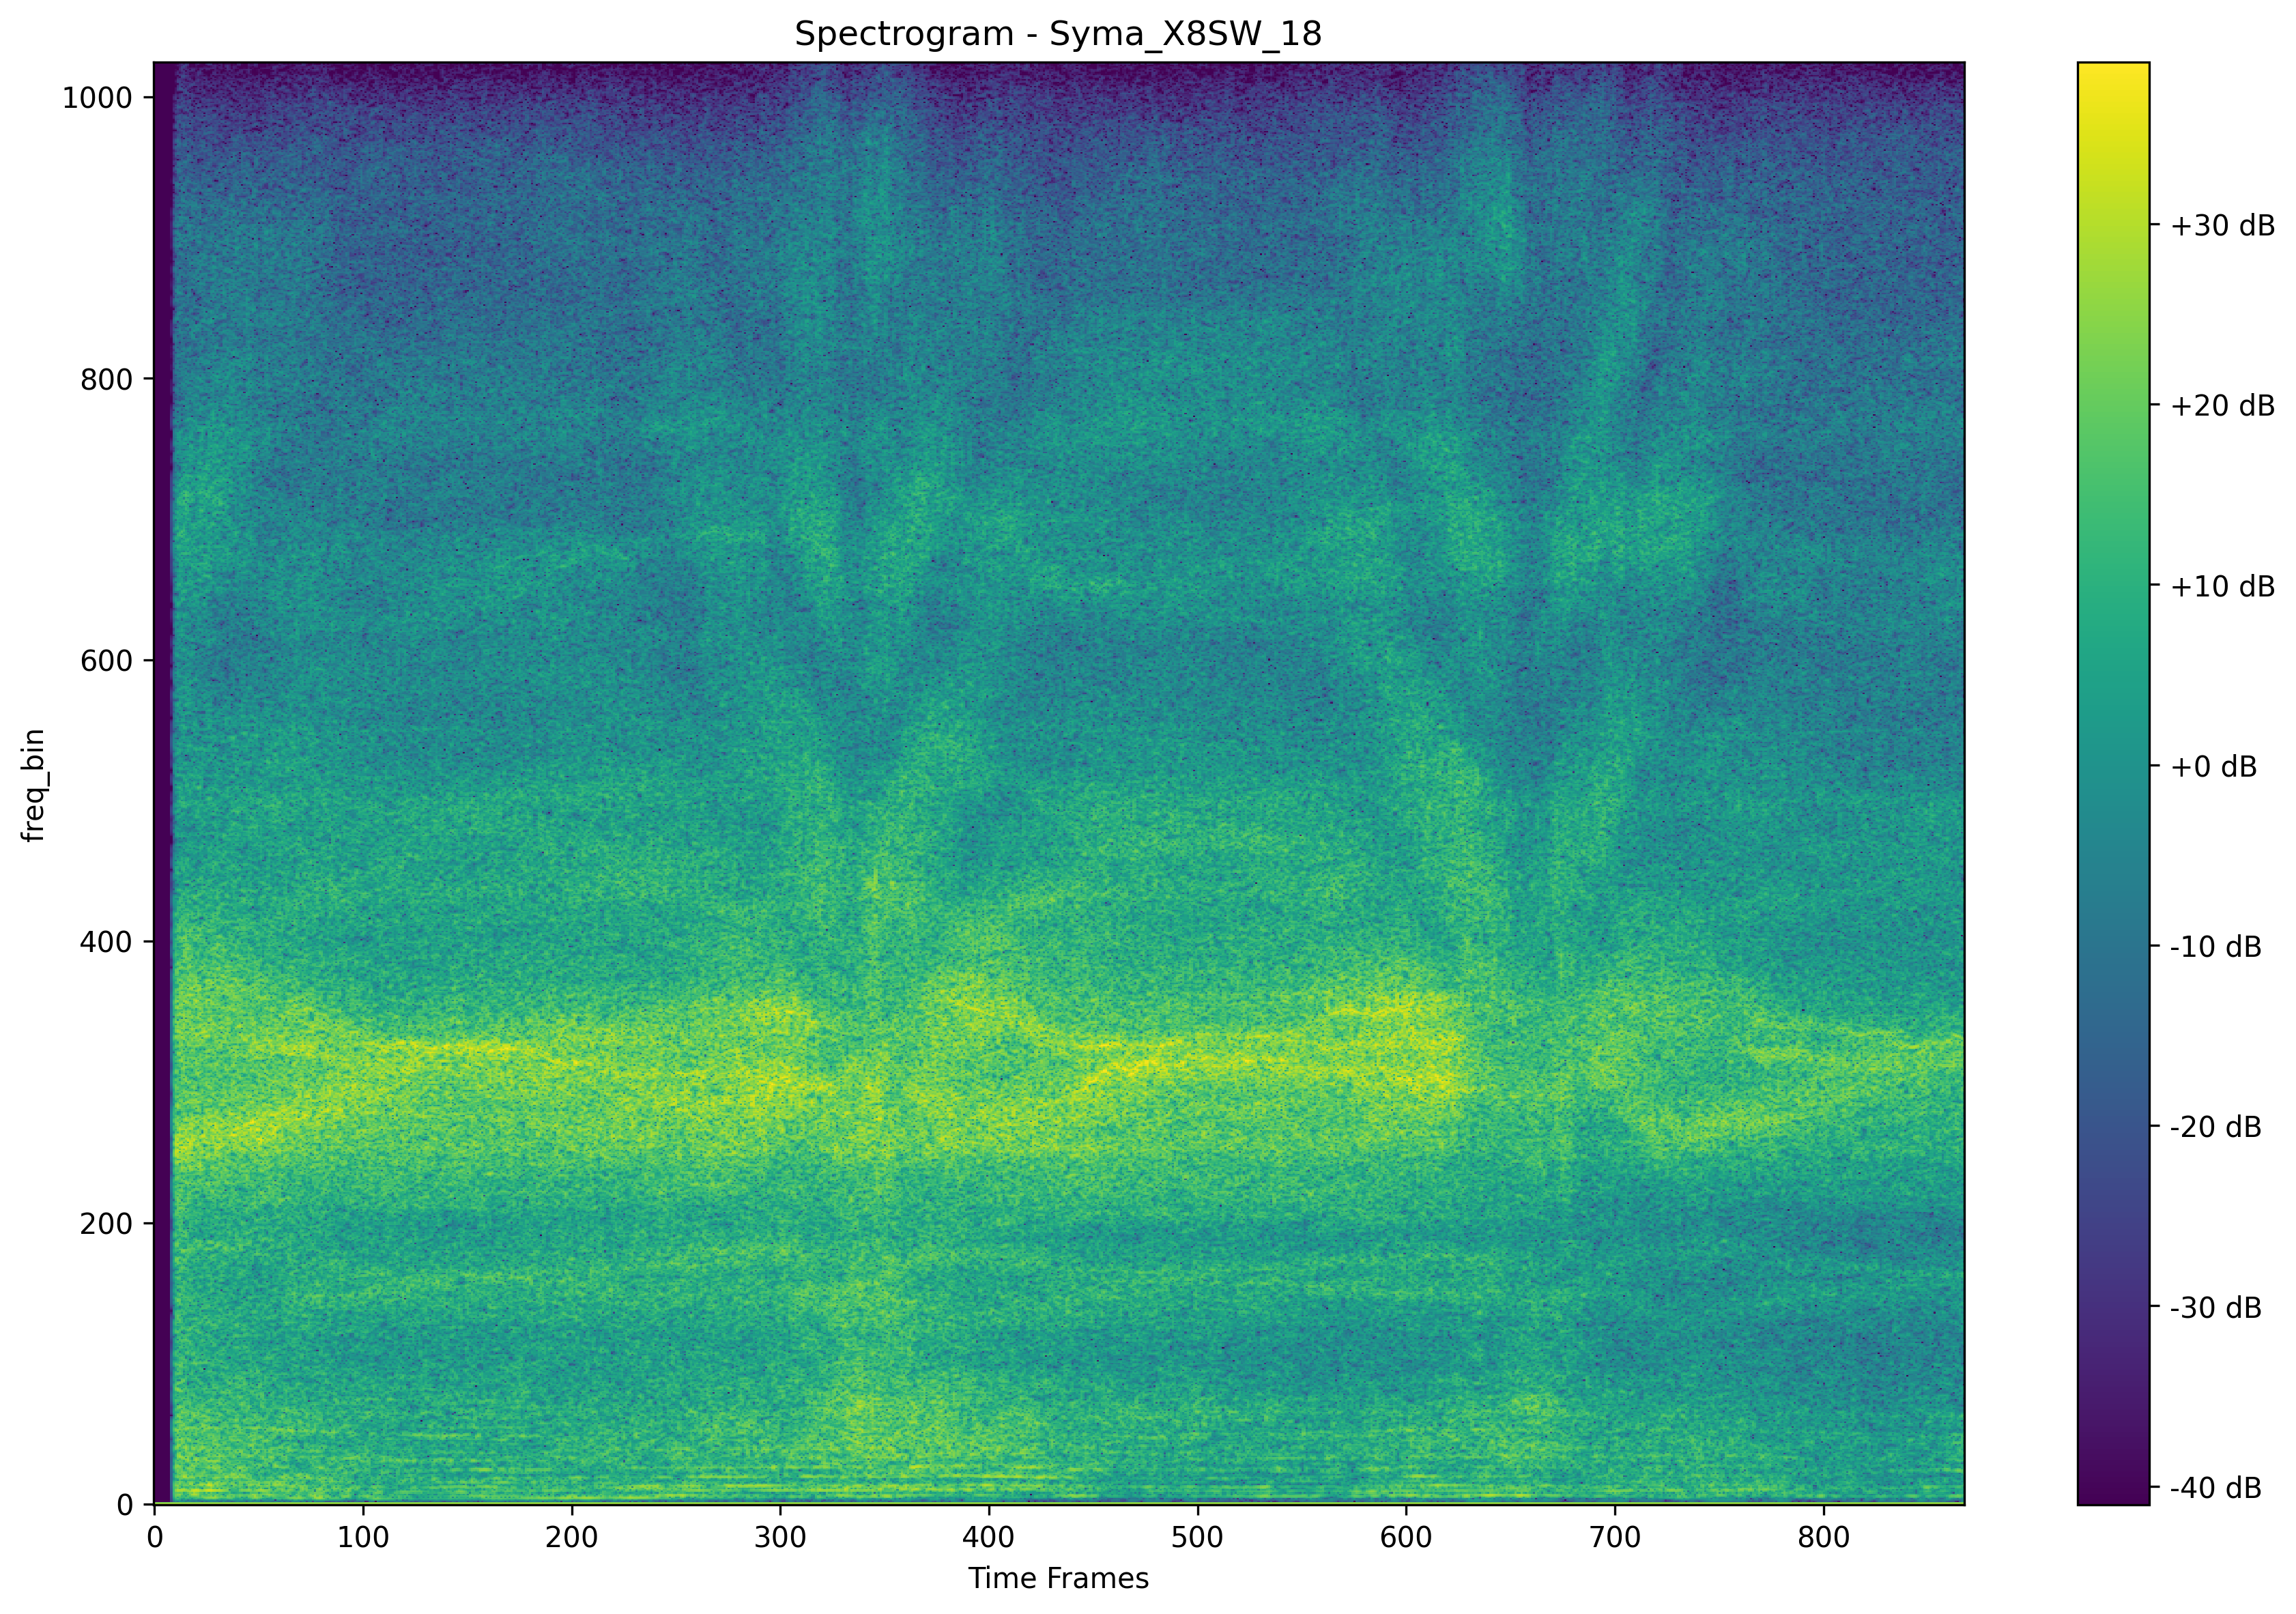 Spectrogram - Syma_X8SW_18
freq_bin
1000
800
600
400
200
0
0 100 200 300 400 500 600 700 800
Time Frames
+30 dB
+20 dB
+10 dB
+0 dB
-10 dB
-20 dB
-30 dB
-40 dB